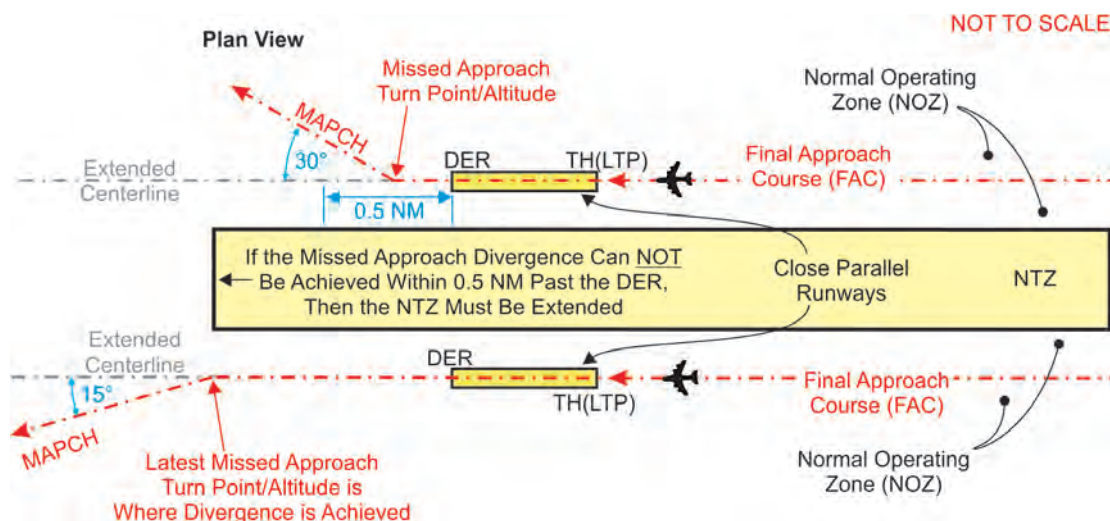 NOT TO SCALE
Plan View
Missed Approach
Turn Point/Altitude
Normal Operating
Zone (NOZ)
MAPCH
30°
Extended
Centerline
DER
TH(LTP)
Final Approach
Course (FAC)
0.5 NM
If the Missed Approach Divergence Can NOT
Be Achieved Within 0.5 NM Past the DER,
Then the NTZ Must Be Extended
Close Parallel
Runways
NTZ
Extended
Centerline
DER
15°
TH(LTP)
Final Approach
Course (FAC)
MAPCH
Latest Missed Approach
Turn Point/Altitude is
Where Divergence is Achieved
Normal Operating
Zone (NOZ)